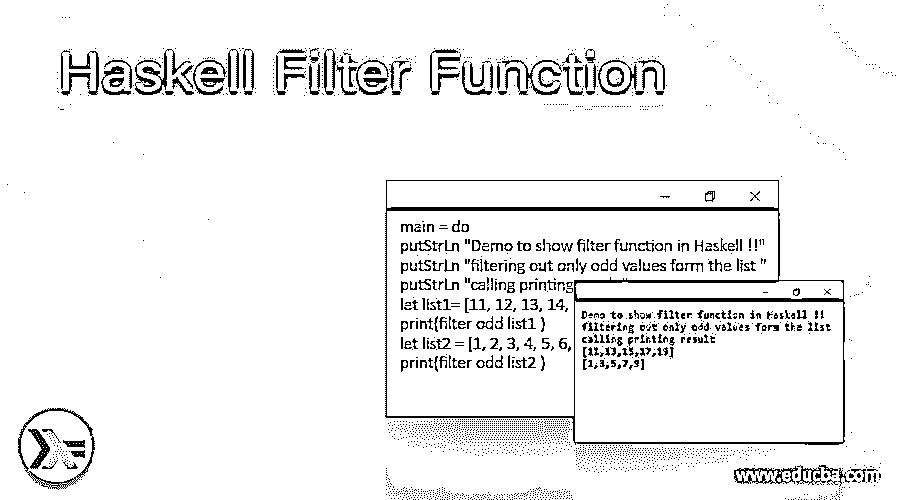 Haskell Filter Function
main = do
putStrLn "Demo to show filter function in Haskell !!"
putStrLn "filtering out only odd values form the list "
putStrLn "calling printing
let list1= [11, 12, 13, 14,
print(filter odd list1 )
let list2 = [1, 2, 3, 4, 5, 6,
print(filter odd list2 )
Demo to show filter function in Haskell !!
filtering out only odd values form the list
calling printing result
[11,13,15,17,19]
[1,3,5,7,9]
www.educba.com